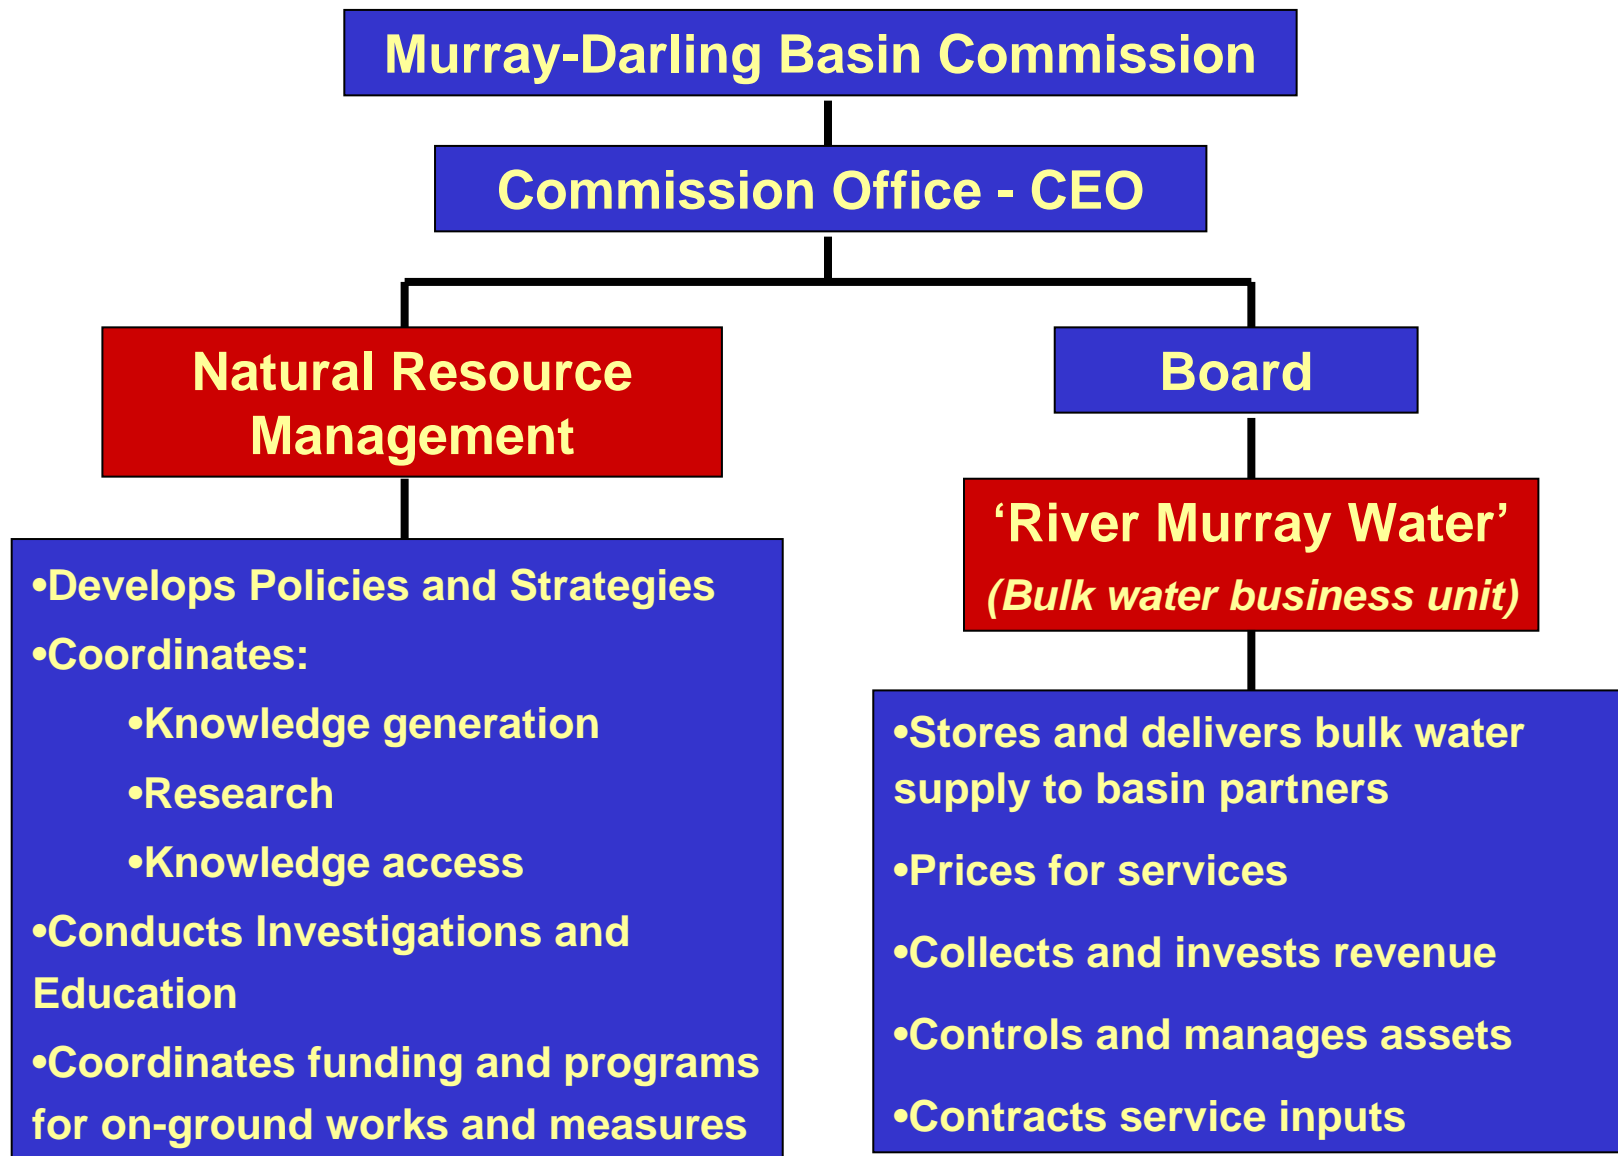 Murray-Darling Basin Commission
Commission Office - CEO
Natural Resource
Management
•Develops Policies and Strategies
•Coordinates:
•Knowledge generation
•Research
•Knowledge access
•Conducts Investigations and
Education
•Coordinates funding and programs
for on-ground works and measures
Board
‘River Murray Water’
(Bulk water business unit)
•Stores and delivers bulk water
supply to basin partners
•Prices for services
•Collects and invests revenue
•Controls and manages assets
•Contracts service inputs